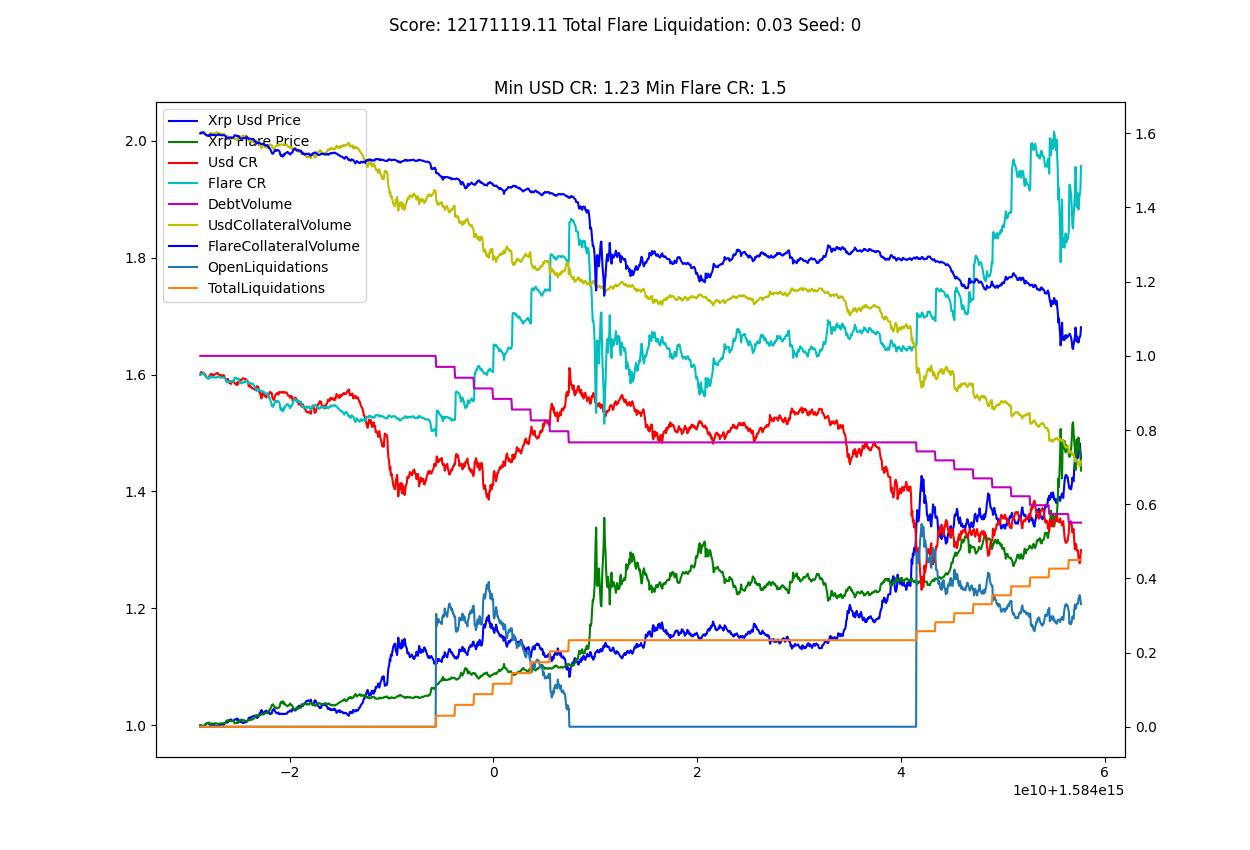 Score: 12171119.11 Total Flare Liquidation: 0.03 Seed: 0
Min USD CR: 1.23 Min Flare CR: 1.5
Xrp Usd Price
Xrp Flare Price
Usd CR
Flare CR
DebtVolume
UsdCollateralVolume
FlareCollateralVolume
OpenLiquidations
TotalLiquidations
2.0
1.8
1.6
1.4
1.2
1.0
1.6
1.4
1.2
1.0
0.8
0.6
0.4
0.2
0.0
−2 0 2 4 6
1e10+1.584e15